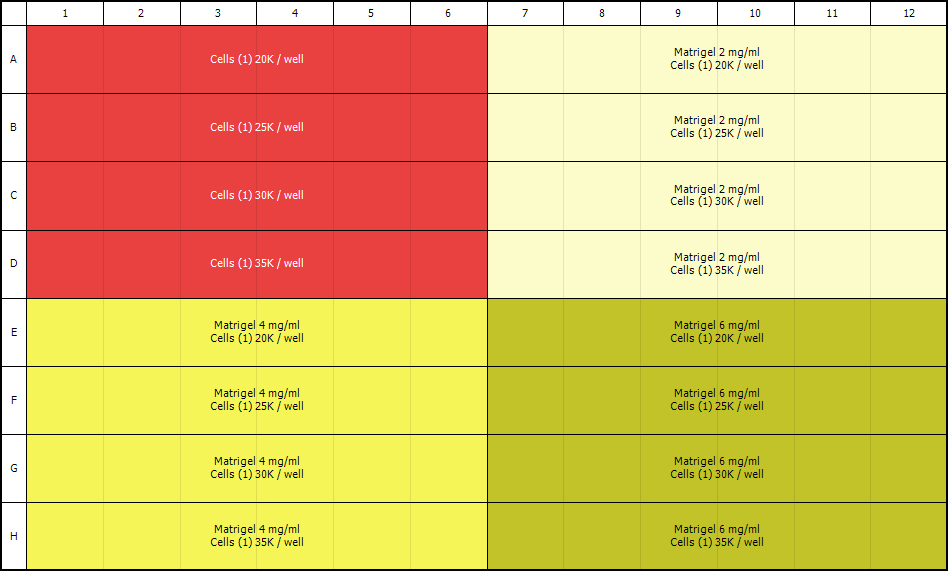 1 2 3 4 5 6 7 8 9 10 11 12
A
Cells (1) 20K / well
Matrigel 2 mg/ml
Cells (1) 20K / well
B
Cells (1) 25K / well
Matrigel 2 mg/ml
Cells (1) 25K / well
C
Cells (1) 30K / well
Matrigel 2 mg/ml
Cells (1) 30K / well
D
Cells (1) 35K / well
Matrigel 2 mg/ml
Cells (1) 35K / well
E
Matrigel 4 mg/ml
Cells (1) 20K / well
Matrigel 6 mg/ml
Cells (1) 20K / well
F
Matrigel 4 mg/ml
Cells (1) 25K / well
Matrigel 6 mg/ml
Cells (1) 25K / well
G
Matrigel 4 mg/ml
Cells (1) 30K / well
Matrigel 6 mg/ml
Cells (1) 30K / well
H
Matrigel 4 mg/ml
Cells (1) 35K / well
Matrigel 6 mg/ml
Cells (1) 35K / well